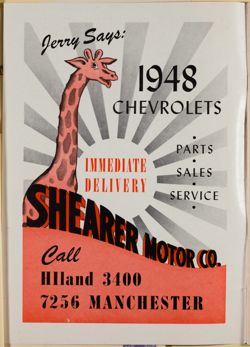 Jerry Says:
1948
CHEVROLETS
• PARTS
SALES
SERVICE •
IMMEDIATE
DELIVERY
SHEARER MOTOR CO.
Call
HIland 3400
7256 MANCHESTER